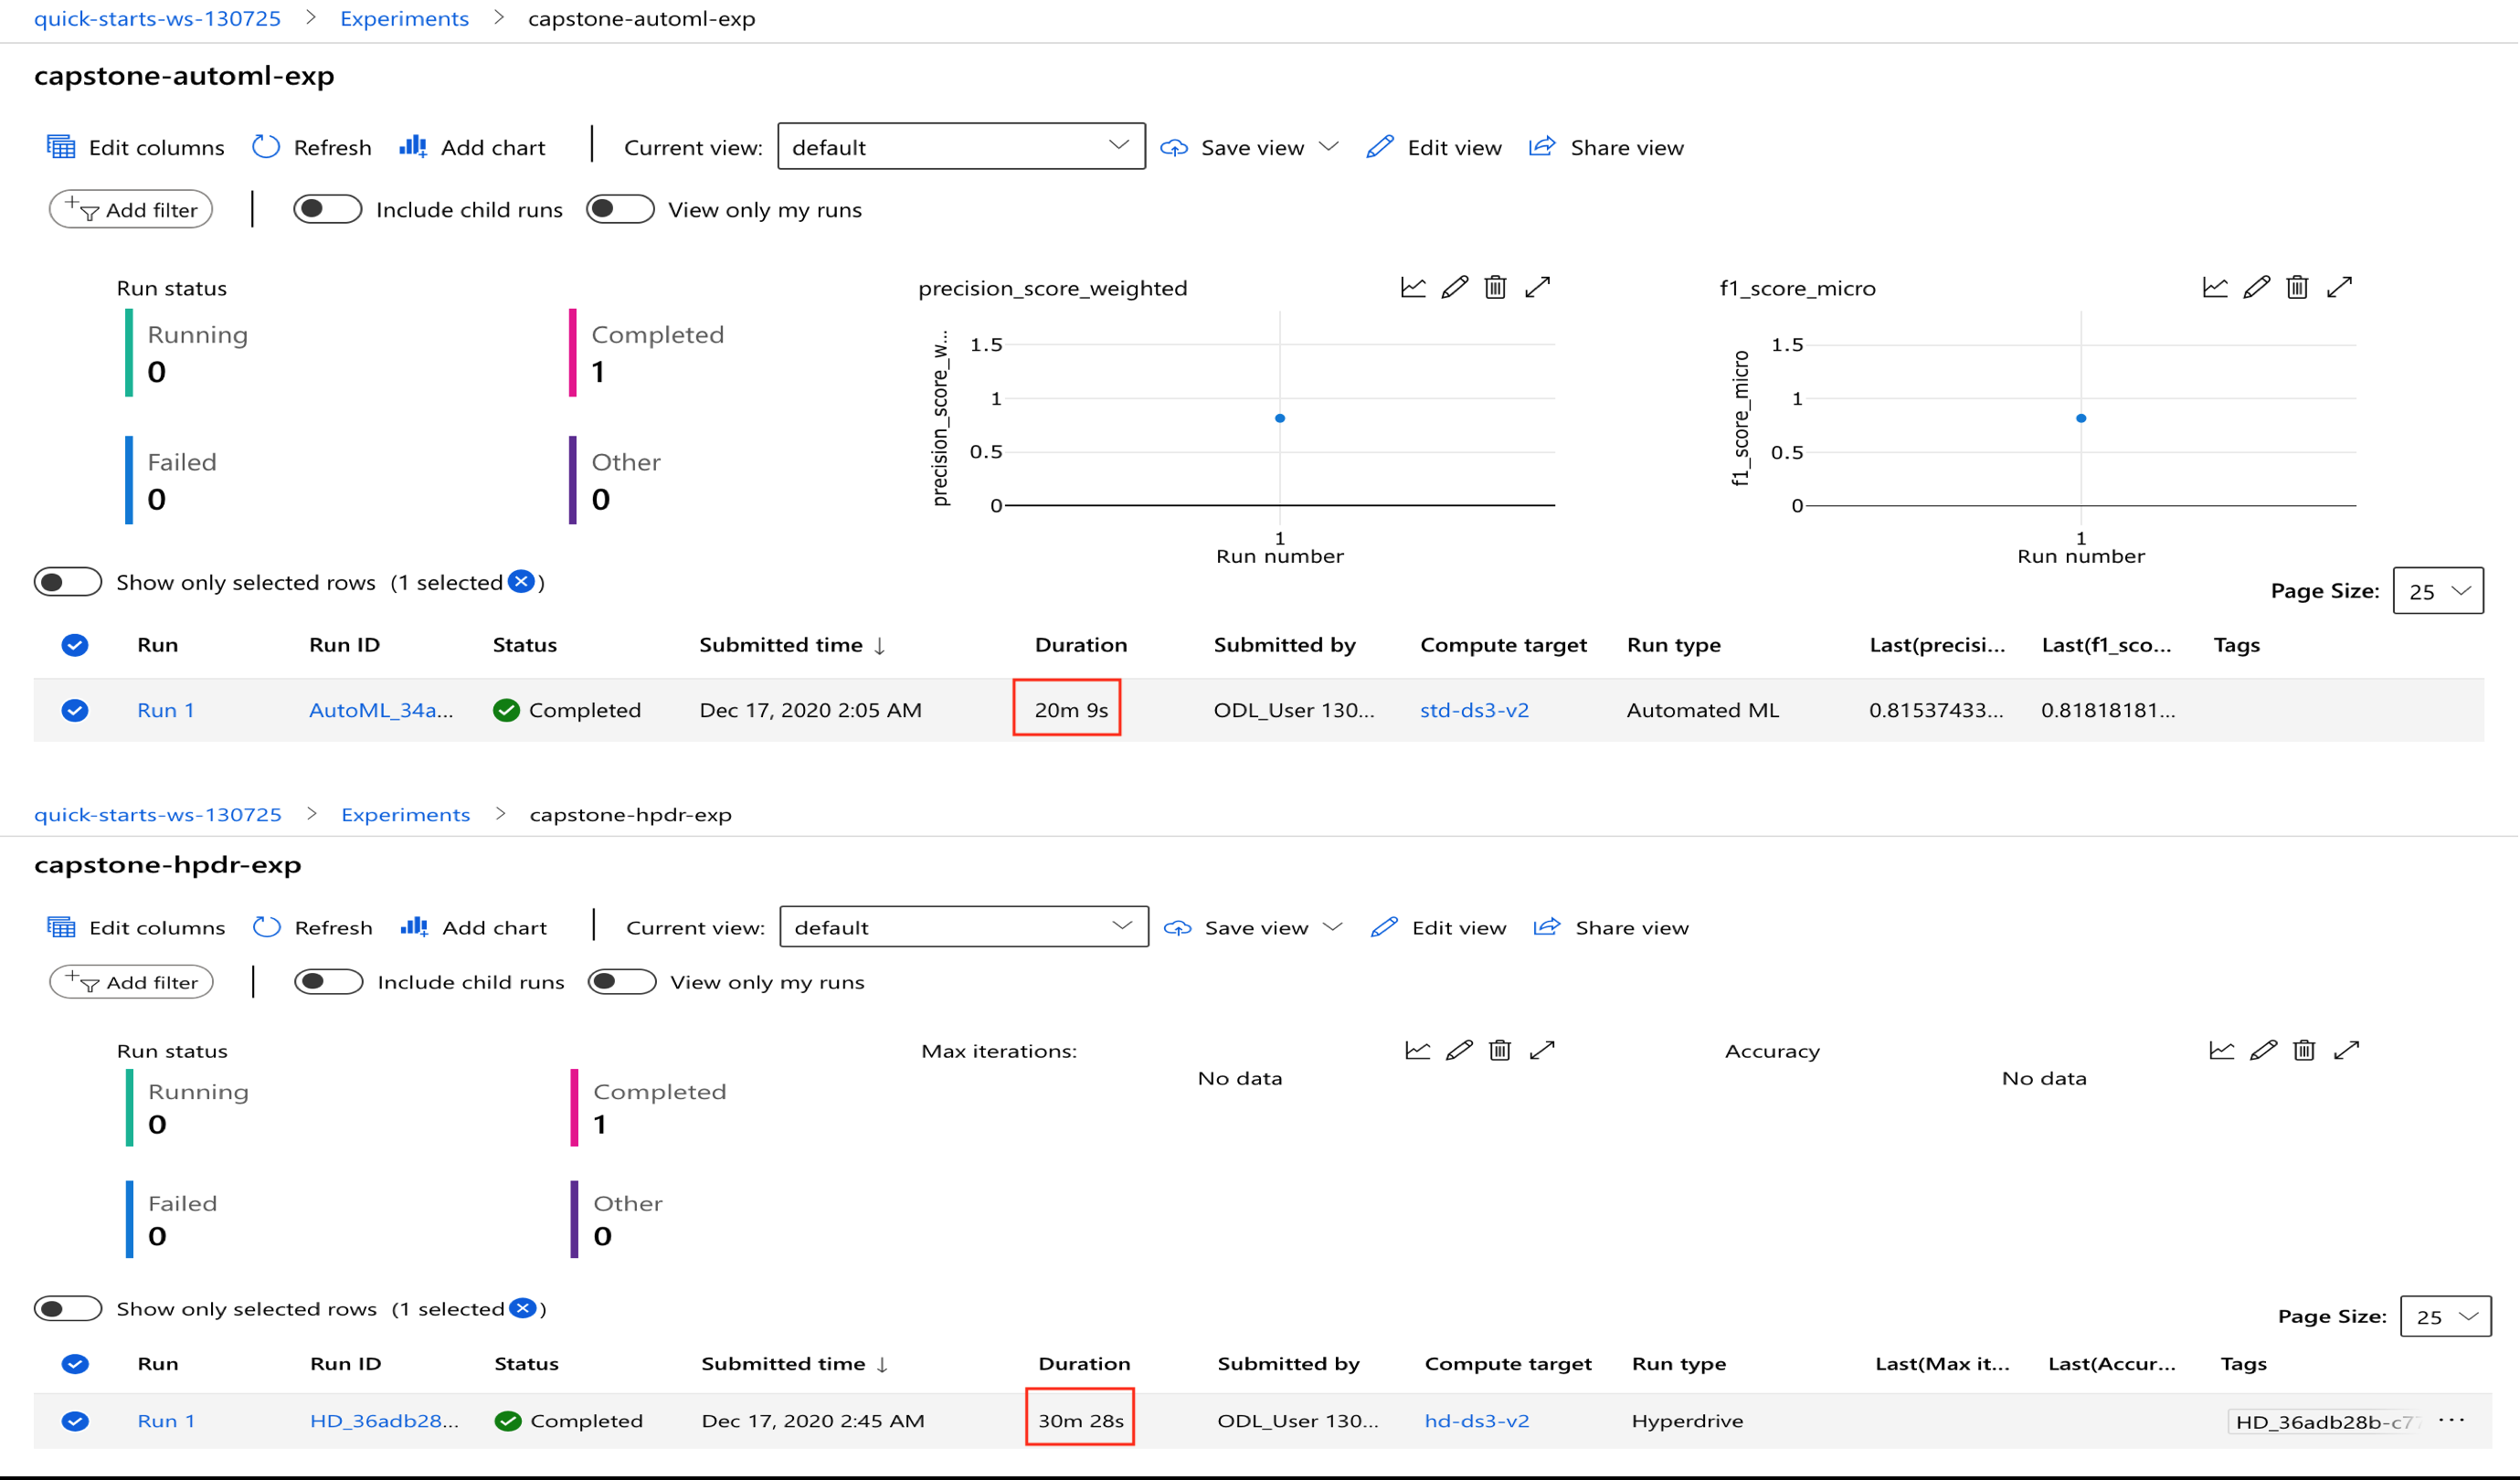 quick-starts-ws-130725 > Experiments > capstone-automl-exp
capstone-automl-exp
Edit columns Refresh Add chart Current view: default Save view Edit view Share view
Add filter Include child runs View only my runs
Run status
Running
0
Completed
1
Failed
0
Other
0
precision_score_weighted
precision_score_w...
1.5
1
0.5
0
1
Run number
f1_score_micro
f1_score_micro
1.5
1
0.5
0
1
Run number
Show only selected rows (1 selected )
Page Size: 25
Run Run ID Status Submitted time ↓ Duration Submitted by Compute target Run type Last(precisi... Last(f1_sco... Tags
Run 1 AutoML_34a... Completed Dec 17, 2020 2:05 AM 20m 9s ODL_User 130... std-ds3-v2 Automated ML 0.81537433... 0.81818181...
quick-starts-ws-130725 > Experiments > capstone-hpdr-exp
capstone-hpdr-exp
Edit columns Refresh Add chart Current view: default Save view Edit view Share view
Add filter Include child runs View only my runs
Run status
Running
0
Completed
1
Failed
0
Other
0
Max iterations:
No data
Accuracy
No data
Show only selected rows (1 selected )
Page Size: 25
Run Run ID Status Submitted time ↓ Duration Submitted by Compute target Run type Last(Max it... Last(Accur... Tags
Run 1 HD_36adb28... Completed Dec 17, 2020 2:45 AM 30m 28s ODL_User 130... hd-ds3-v2 Hyperdrive HD_36adb28b-c77 ...